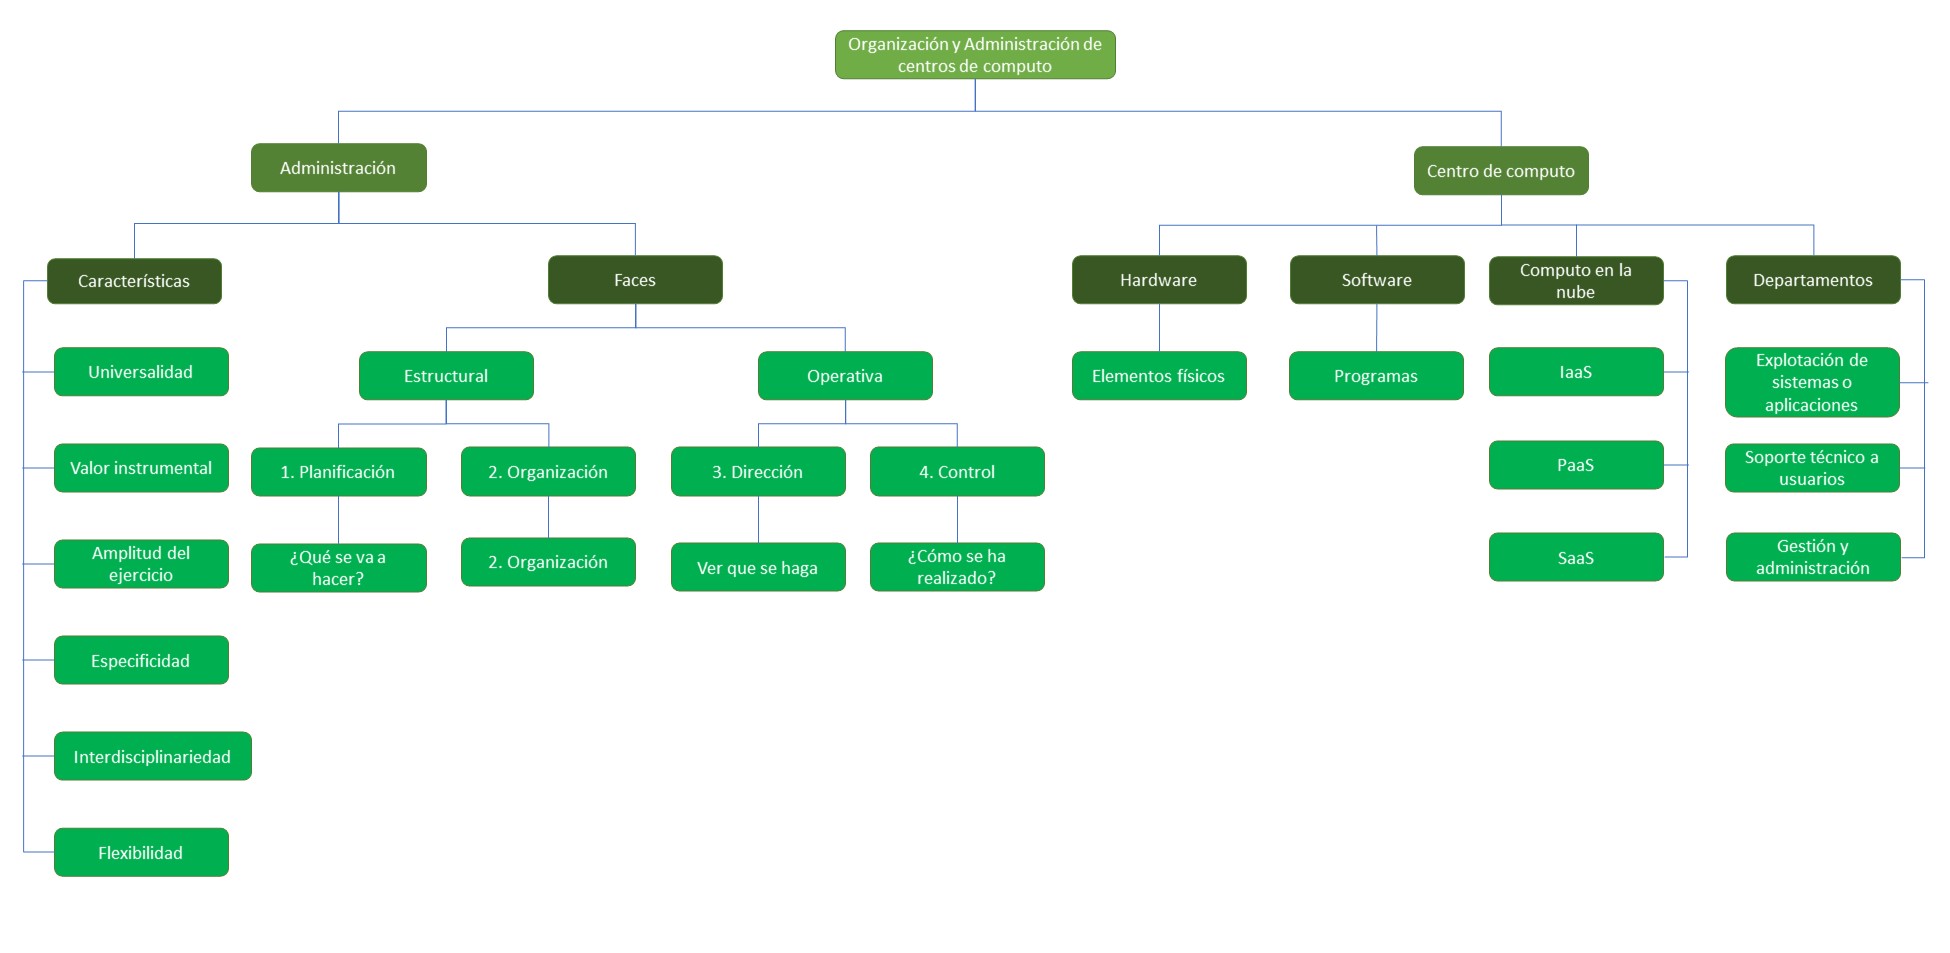 Organización y Administración de
centros de computo
Administración
Centro de computo
Características
Faces
Hardware
Software
Computo en la
nube
Departamentos
Universalidad
Estructural
Operativa
Elementos físicos
Programas
IaaS
Explotación de
sistemas o
aplicaciones
Valor instrumental
1. Planificación
2. Organización
3. Dirección
4. Control
PaaS
Soporte técnico a
usuarios
Amplitud del
ejercicio
¿Qué se va a
hacer?
2. Organización
Ver que se haga
¿Cómo se ha
realizado?
SaaS
Gestión y
administración
Especificidad
Interdisciplinariedad
Flexibilidad